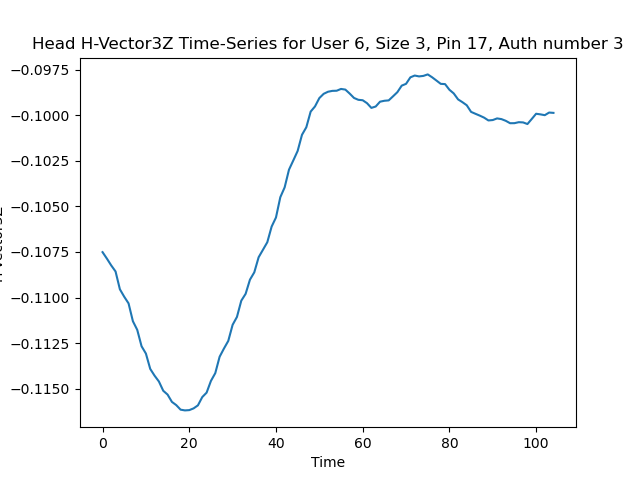 Head H-Vector3Z Time-Series for User 6, Size 3, Pin 17, Auth number 3
−0.0975
−0.1000
−0.1025
−0.1050
−0.1075
−0.1100
−0.1125
−0.1150
0 20 40 60 80 100
Time